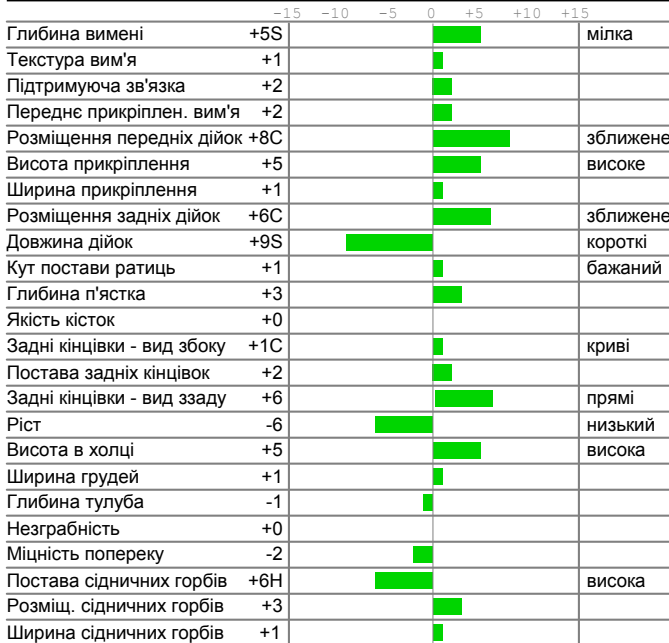 -15 -10 -5 0 +5 +10 +15
Глибина вимені +5S мілка
Текстура вим'я +1
Підтримуюча зв'язка +2
Переднє прикріплен. вим'я +2
Розміщення передніх дійок +8C зближене
Висота прикріплення +5 високе
Ширина прикріплення +1
Розміщення задніх дійок +6C зближене
Довжина дійок +9S короткі
Кут постави ратиць +1 бажаний
Глибина п'ястка +3
Якість кісток +0
Задні кінцівки - вид збоку +1C криві
Постава задніх кінцівок +2
Задні кінцівки - вид ззаду +6 прямі
Ріст -6 низький
Висота в холці +5 висока
Ширина грудей +1
Глибина тулуба -1
Незграбність +0
Міцність попереку -2
Постава сідничних горбів +6H висока
Розміщ. сідничних горбів +3
Ширина сідничних горбів +1